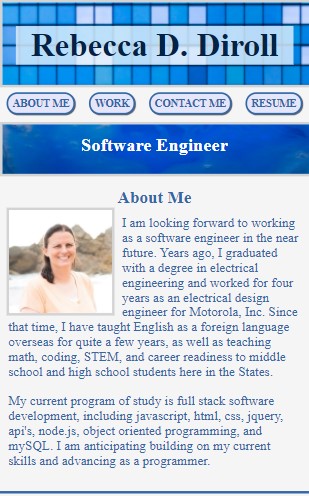 Rebecca D. Diroll
ABOUT ME WORK CONTACT ME RESUME
Software Engineer
About Me
I am looking forward to working
as a software engineer in the near
future. Years ago, I graduated
with a degree in electrical
engineering and worked for four
years as an electrical design
engineer for Motorola, Inc. Since
that time, I have taught English as a foreign language
overseas for quite a few years, as well as teaching
math, coding, STEM, and career readiness to middle
school and high school students here in the States.
My current program of study is full stack software
development, including javascript, html, css, jquery,
api's, node.js, object oriented programming, and
mySQL. I am anticipating building on my current
skills and advancing as a programmer.